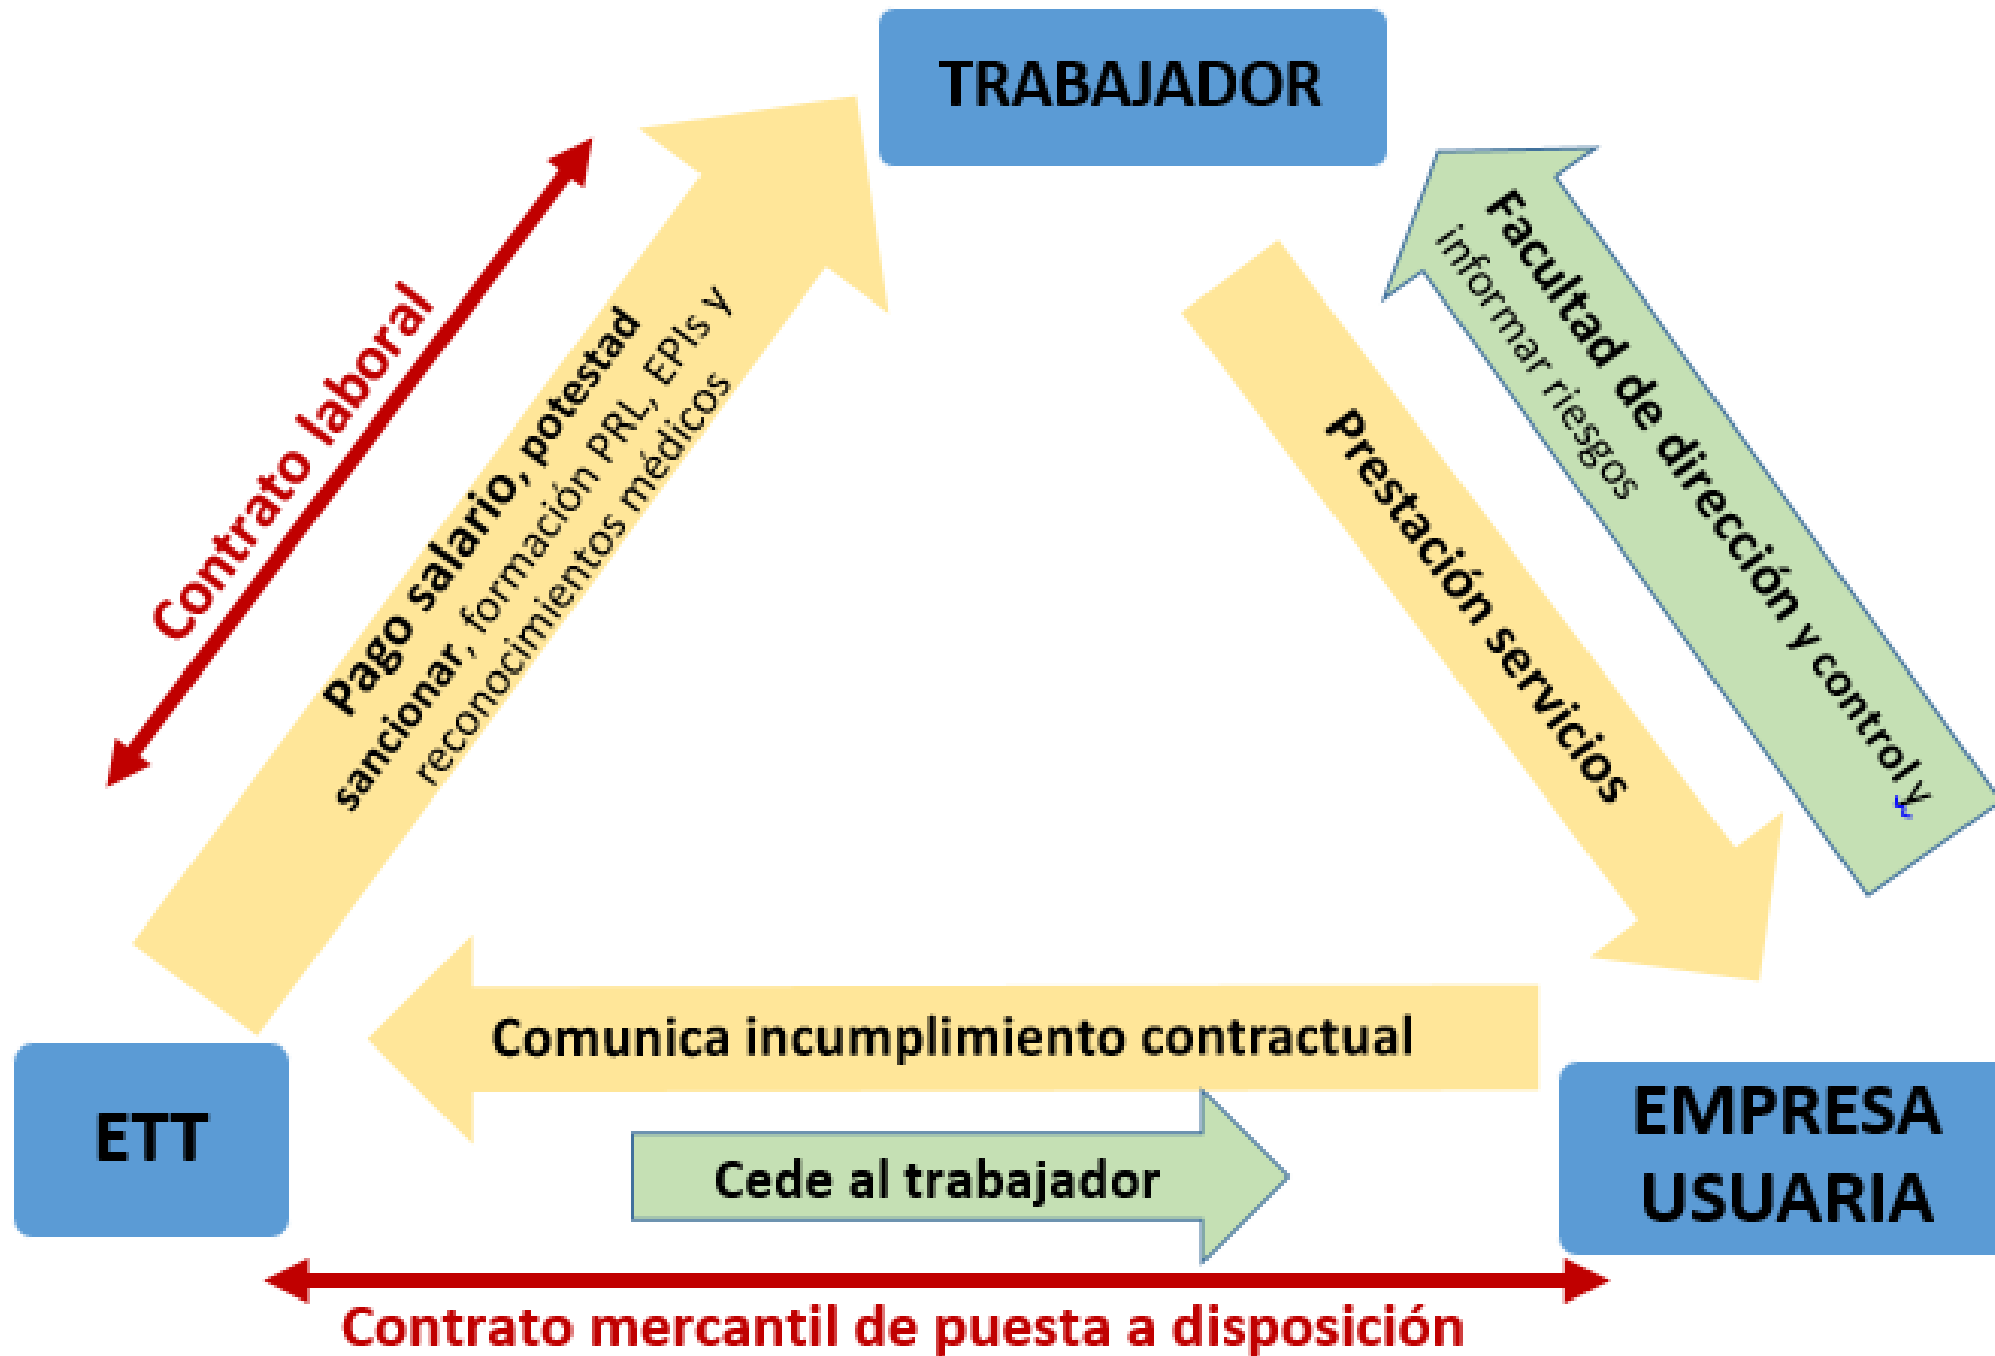 TRABAJADOR
Contrato laboral
Pago salario, potestad
sancionar, formación PRL, EPIs y
reconocimientos médicos
Facultad de dirección y control y
informar riesgos
Prestación servicios
Comunica incumplimiento contractual
ETT
Cede al trabajador
EMPRESA
USUARIA
Contrato mercantil de puesta a disposición